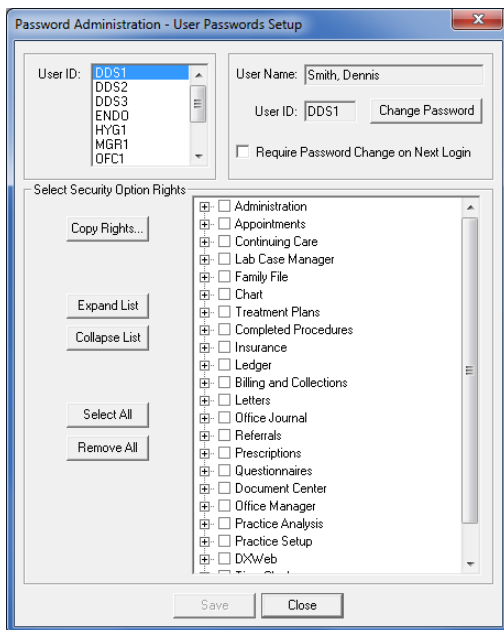 Password Administration - User Passwords Setup
User ID:
DDS1
DDS2
DDS3
ENDO
HYG1
MGR1
OFC1
User Name: Smith, Dennis
User ID: DDS1 Change Password
Require Password Change on Next Login
Select Security Option Rights
Copy Rights...
Expand List
Collapse List
Select All
Remove All
Administration
Appointments
Continuing Care
Lab Case Manager
Family File
Chart
Treatment Plans
Completed Procedures
Insurance
Ledger
Billing and Collections
Letters
Office Journal
Referrals
Prescriptions
Questionnaires
Document Center
Office Manager
Practice Analysis
Practice Setup
DXWeb
Save Close